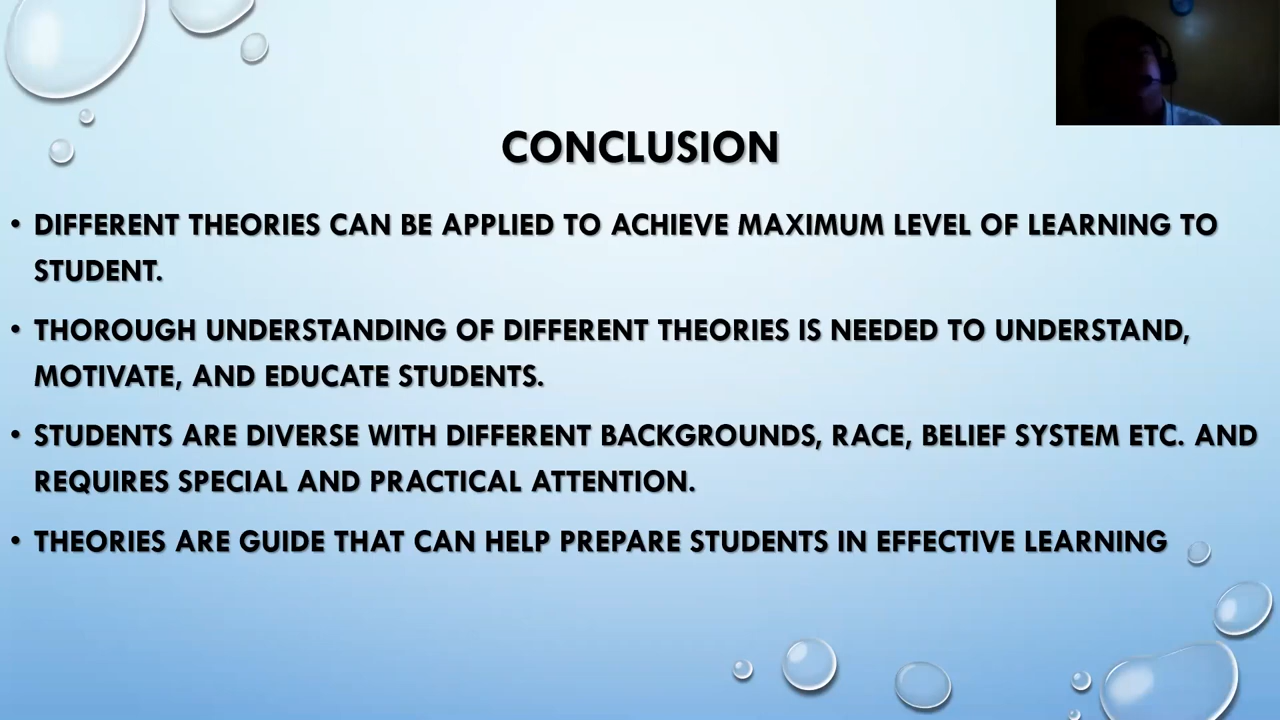 CONCLUSION
• DIFFERENT THEORIES CAN BE APPLIED TO ACHIEVE MAXIMUM LEVEL OF LEARNING TO
STUDENT.
• THOROUGH UNDERSTANDING OF DIFFERENT THEORIES IS NEEDED TO UNDERSTAND,
MOTIVATE, AND EDUCATE STUDENTS.
• STUDENTS ARE DIVERSE WITH DIFFERENT BACKGROUNDS, RACE, BELIEF SYSTEM ETC. AND
REQUIRES SPECIAL AND PRACTICAL ATTENTION.
• THEORIES ARE GUIDE THAT CAN HELP PREPARE STUDENTS IN EFFECTIVE LEARNING